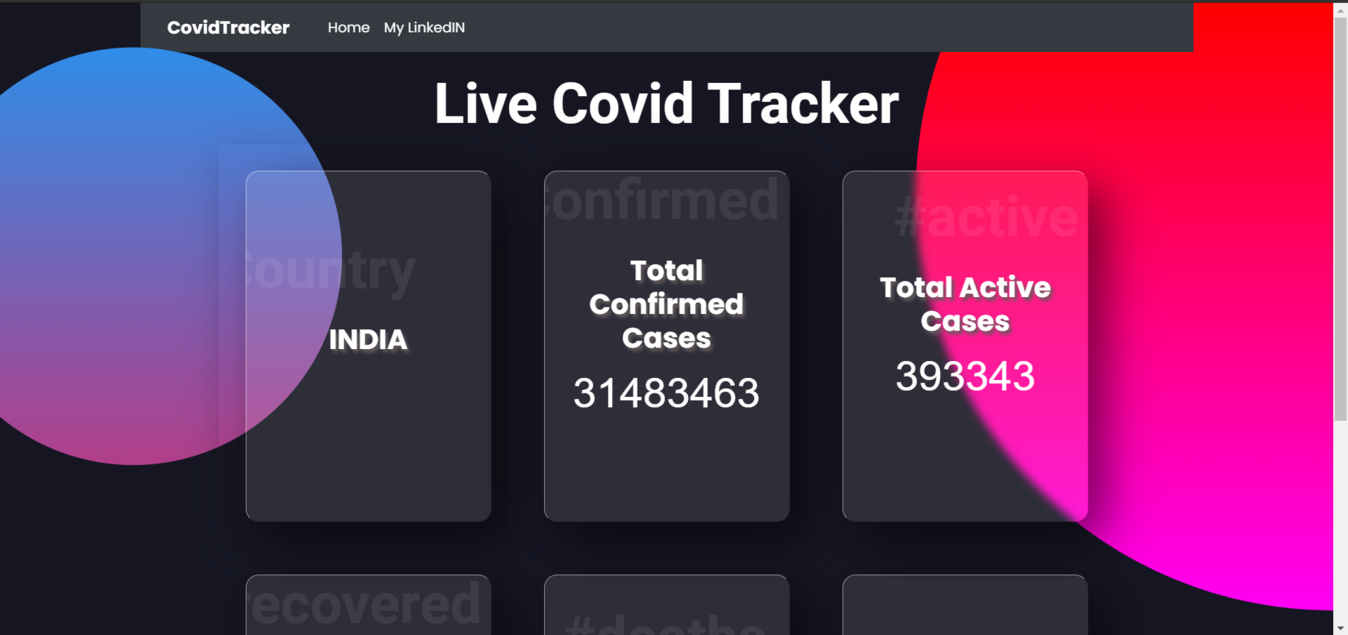 CovidTracker Home My LinkedIN
Live Covid Tracker
Country
INDIA
Confirmed
Total
Confirmed
Cases
31483463
#active
Total Active
Cases
393343
recovered
#deaths